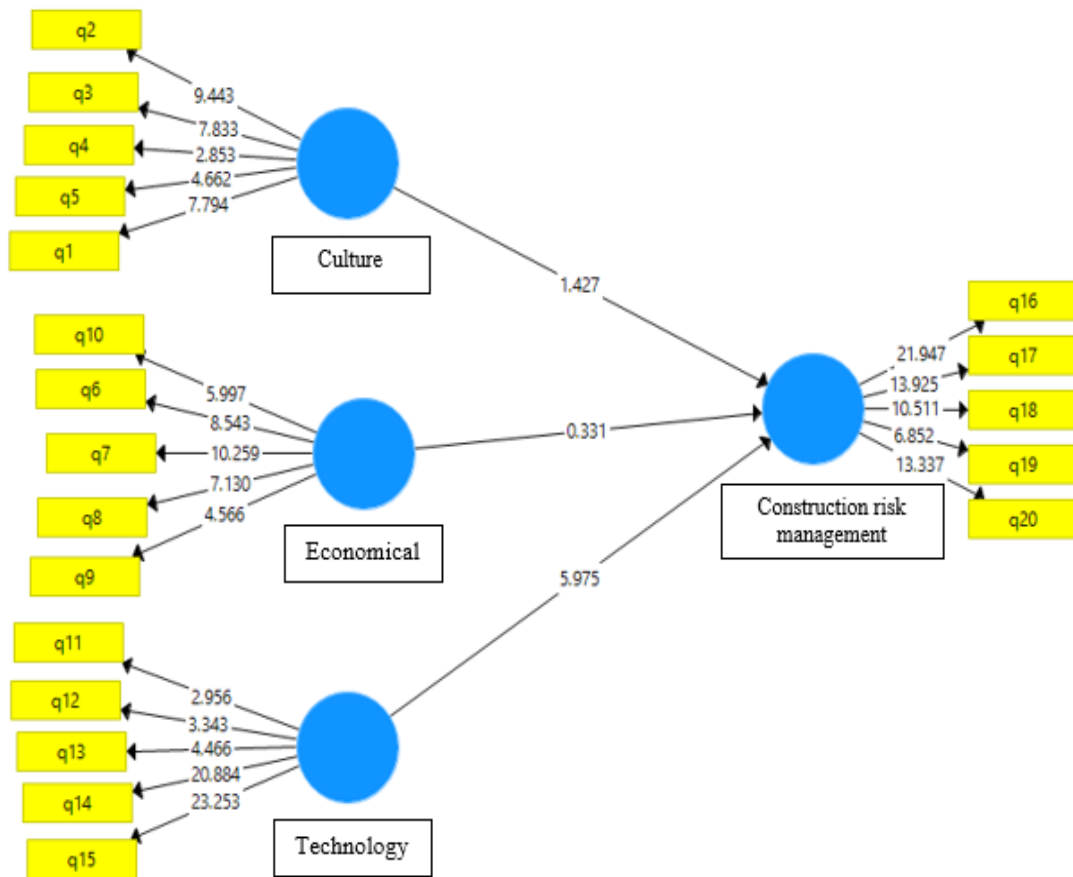 q2
q3
q4
q5
q1
9.443
7.833
2.853
4.662
7.794
Culture
1.427
q10
q6
q7
q8
q9
5.997
8.543
10.259
7.130
4.566
Economical
0.331
q11
q12
q13
q14
q15
2.956
3.343
4.466
20.884
23.253
Technology
5.975
Construction risk
management
21.947
13.925
10.511
6.852
13.337
q16
q17
q18
q19
q20